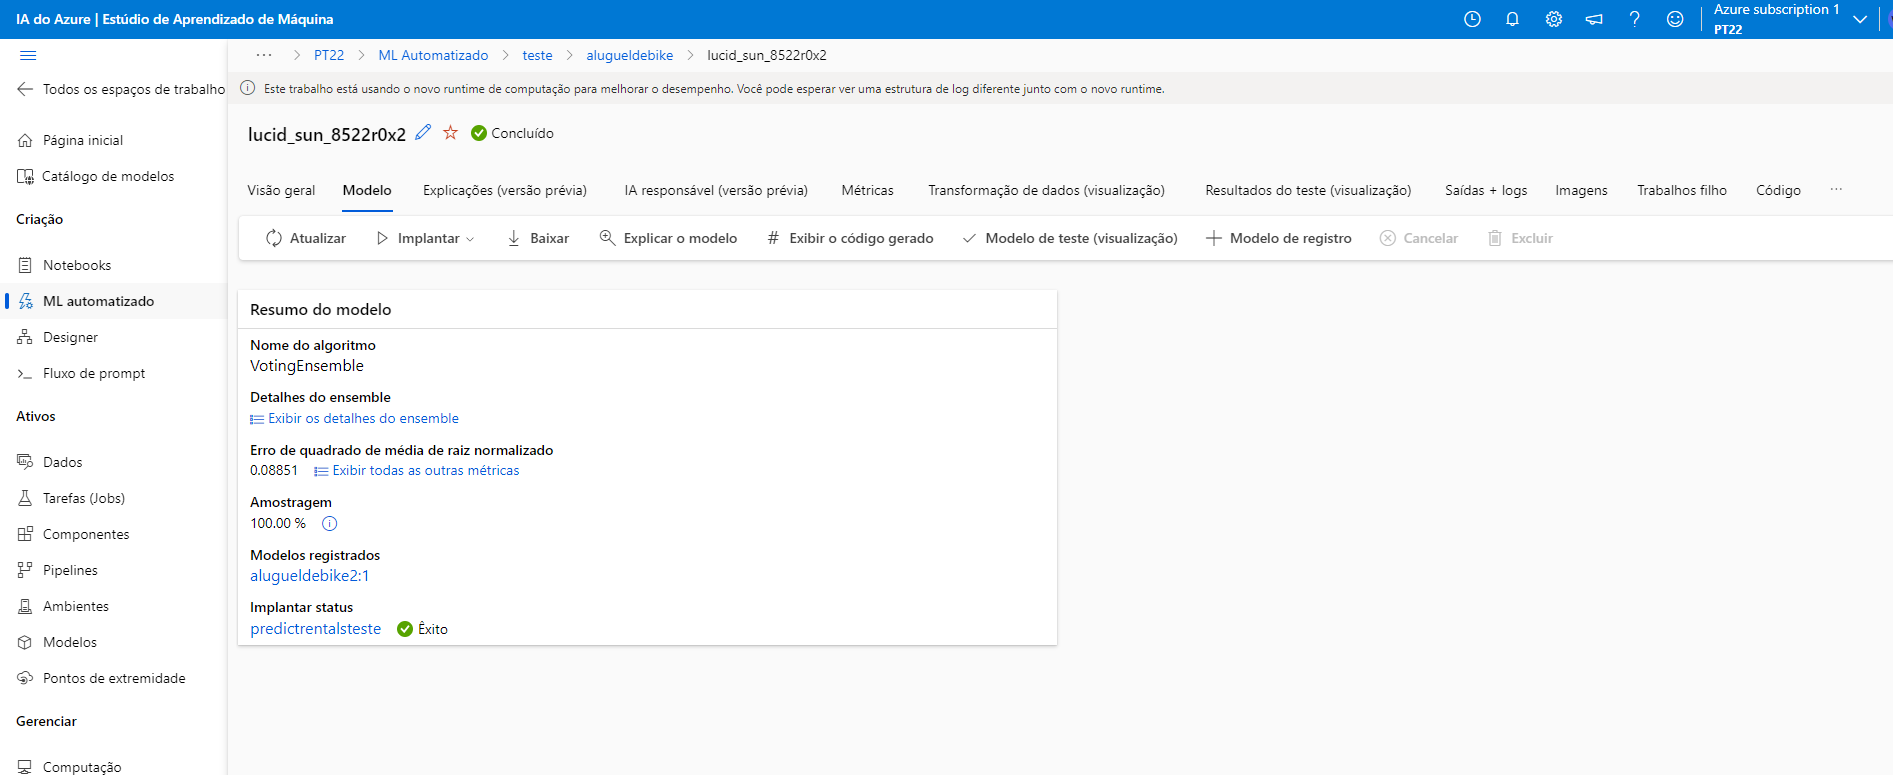 IA do Azure | Estúdio de Aprendizado de Máquina
Azure subscription 1
PT22
Todos os espaços de trabalho
Página inicial
Catálogo de modelos
Criação
Notebooks
ML automatizado
Designer
Fluxo de prompt
Ativos
Dados
Tarefas (Jobs)
Componentes
Pipelines
Ambientes
Modelos
Pontos de extremidade
Gerenciar
Computação
··· > PT22 > ML Automatizado > teste > alugueldebike > lucid_sun_8522r0x2
Este trabalho está usando o novo runtime de computação para melhorar o desempenho. Você pode esperar ver uma estrutura de log diferente junto com o novo runtime.
lucid_sun_8522r0x2 Concluído
Visão geral Modelo Explicações (versão prévia) IA responsável (versão prévia) Métricas Transformação de dados (visualização) Resultados do teste (visualização) Saídas + logs Imagens Trabalhos filho Código ···
Atualizar Implantar Baixar Explicar o modelo # Exibir o código gerado Modelo de teste (visualização) Modelo de registro Cancelar Excluir
Resumo do modelo
Nome do algoritmo
VotingEnsemble
Detalhes do ensemble
Exibir os detalhes do ensemble
Erro de quadrado de média de raiz normalizado
0.08851 Exibir todas as outras métricas
Amostragem
100.00 %
Modelos registrados
alugueldebike2:1
Implantar status
predictrentalsteste Êxito